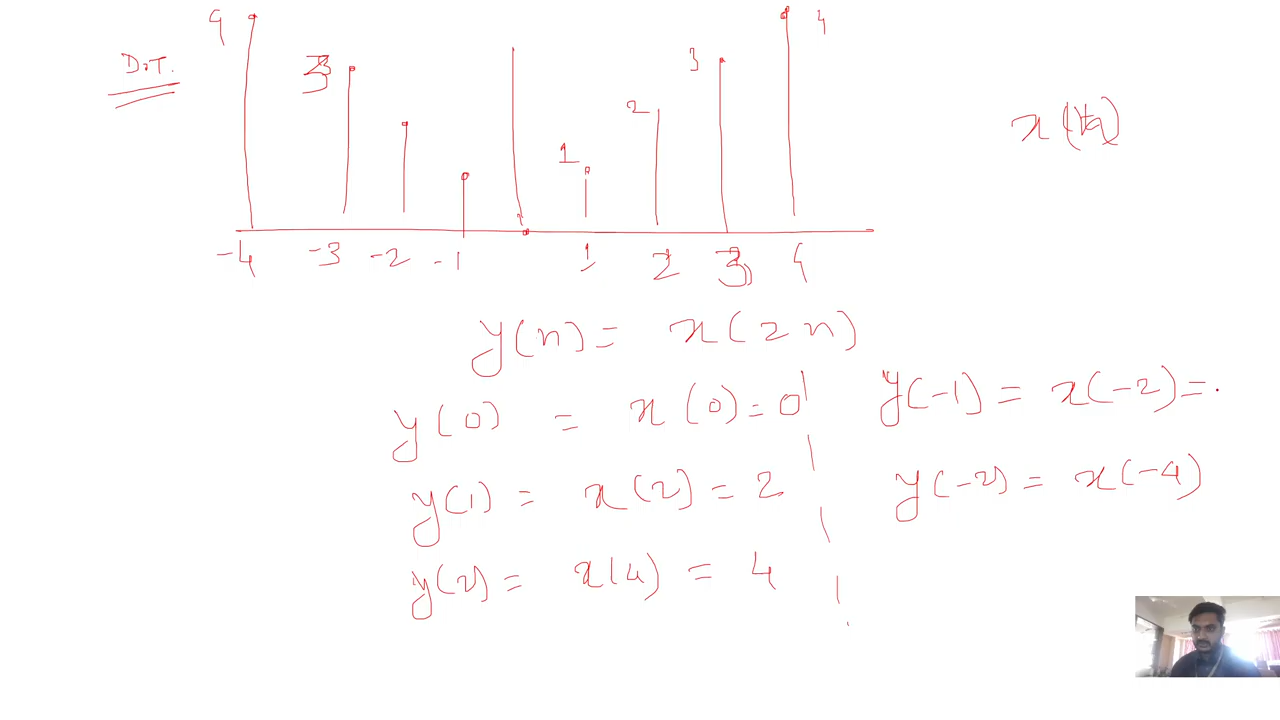 4 4
D.T. 3 3
2
1
-4 -3 -2 -1 1 2 3 4
y(n) = x(2n)
y(0) = x(0) = 0 y(-1) = x(-2) =
y(1) = x(2) = 2 y(-2) = x(-4)
y(2) = x(4) = 4